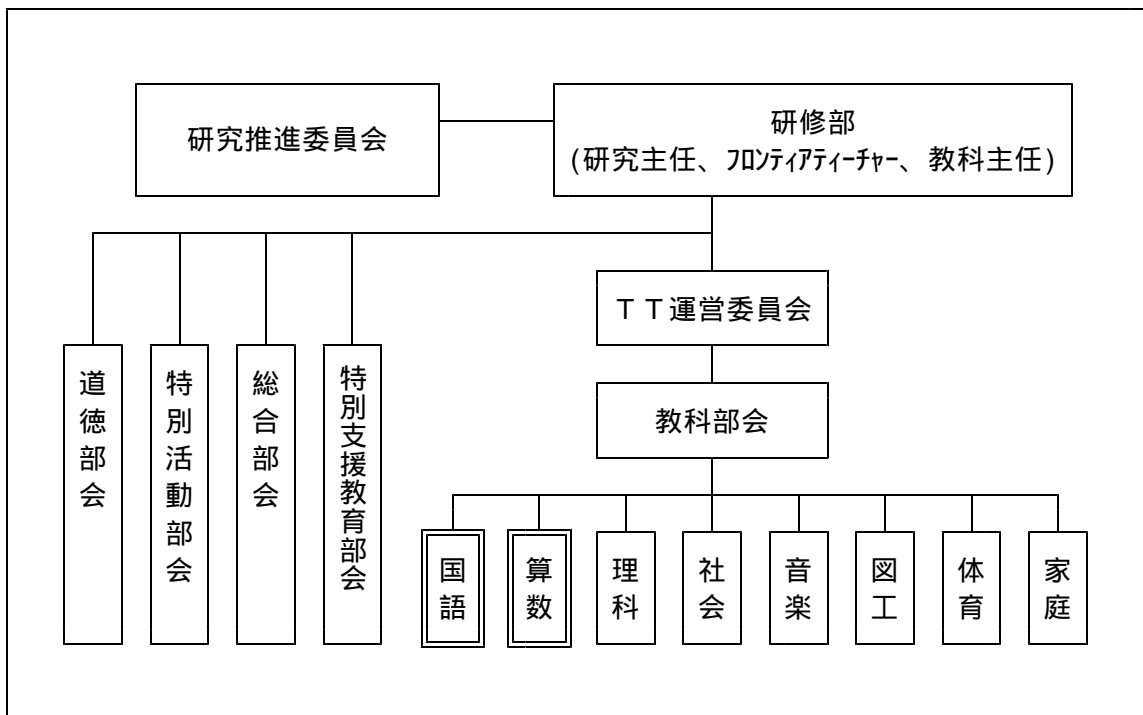 研究推進委員会
研修部
(研究主任、ﾌﾛﾝﾃｨｱﾃｨｰﾁｬｰ、教科主任)
ＴＴ運営委員会
教科部会
道徳部会
特別活動部会
総合部会
特別支援教育部会
国語
算数
理科
社会
音楽
図工
体育
家庭